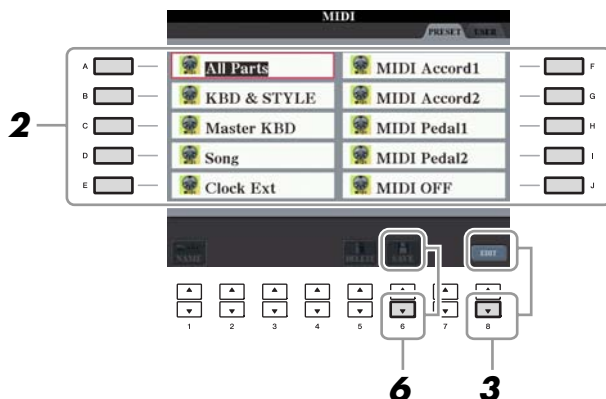 MIDI
PRESET USER
2
A All Parts MIDI Accord1 F
B KBD & STYLE MIDI Accord2 G
C Master KBD MIDI Pedal1 H
D Song MIDI Pedal2 I
E Clock Ext MIDI OFF J
NAME DELETE SAVE EDIT
1 2 3 4 5 6 7 8
6 3